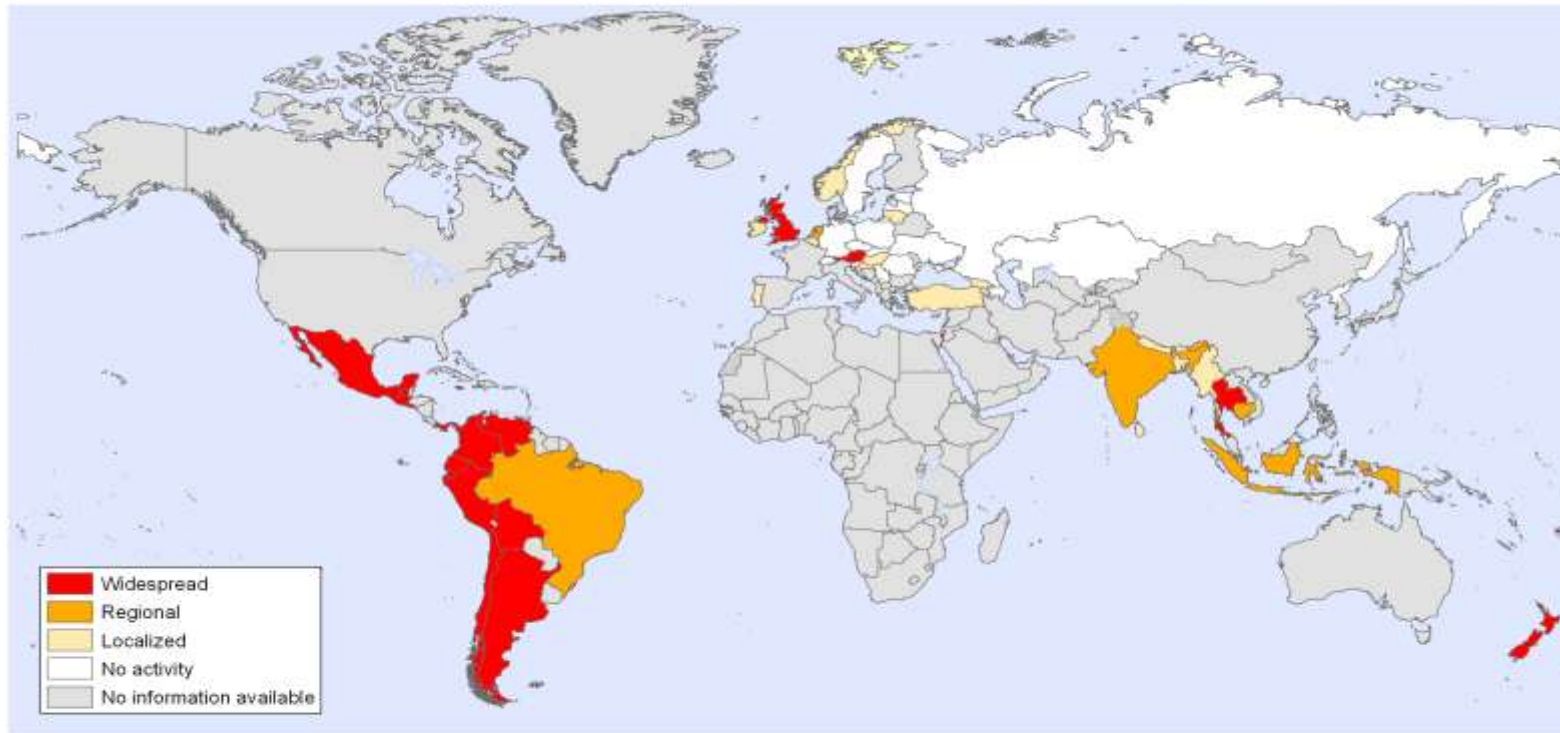 Widespread
Regional
Localized
No activity
No information available